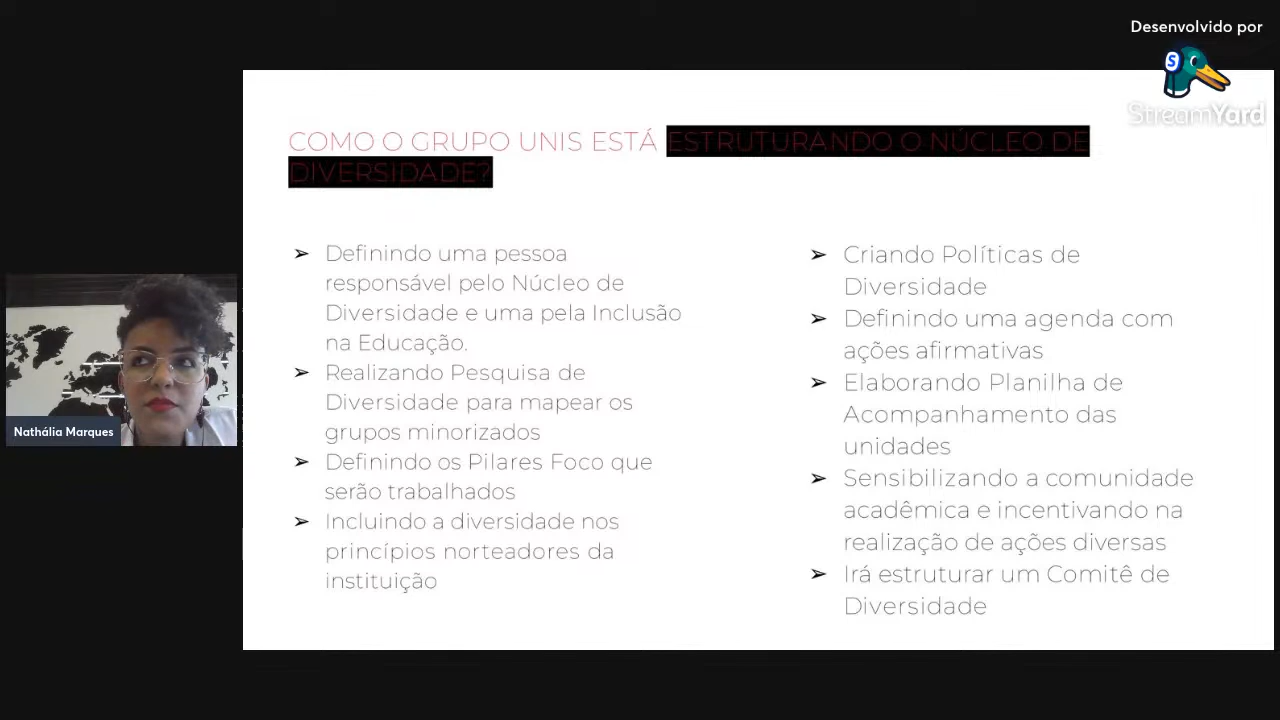 Desenvolvido por
StreamYard
COMO O GRUPO UNIS ESTÁ ESTRUTURANDO O NÚCLEO DE
DIVERSIDADE?
➢ Definindo uma pessoa
responsável pelo Núcleo de
Diversidade e uma pela Inclusão
na Educação.
➢ Realizando Pesquisa de
Diversidade para mapear os
grupos minorizados
➢ Definindo os Pilares Foco que
serão trabalhados
➢ Incluindo a diversidade nos
princípios norteadores da
instituição
➢ Criando Políticas de
Diversidade
➢ Definindo uma agenda com
ações afirmativas
➢ Elaborando Planilha de
Acompanhamento das
unidades
➢ Sensibilizando a comunidade
acadêmica e incentivando na
realização de ações diversas
➢ Irá estruturar um Comitê de
Diversidade
Nathália Marques